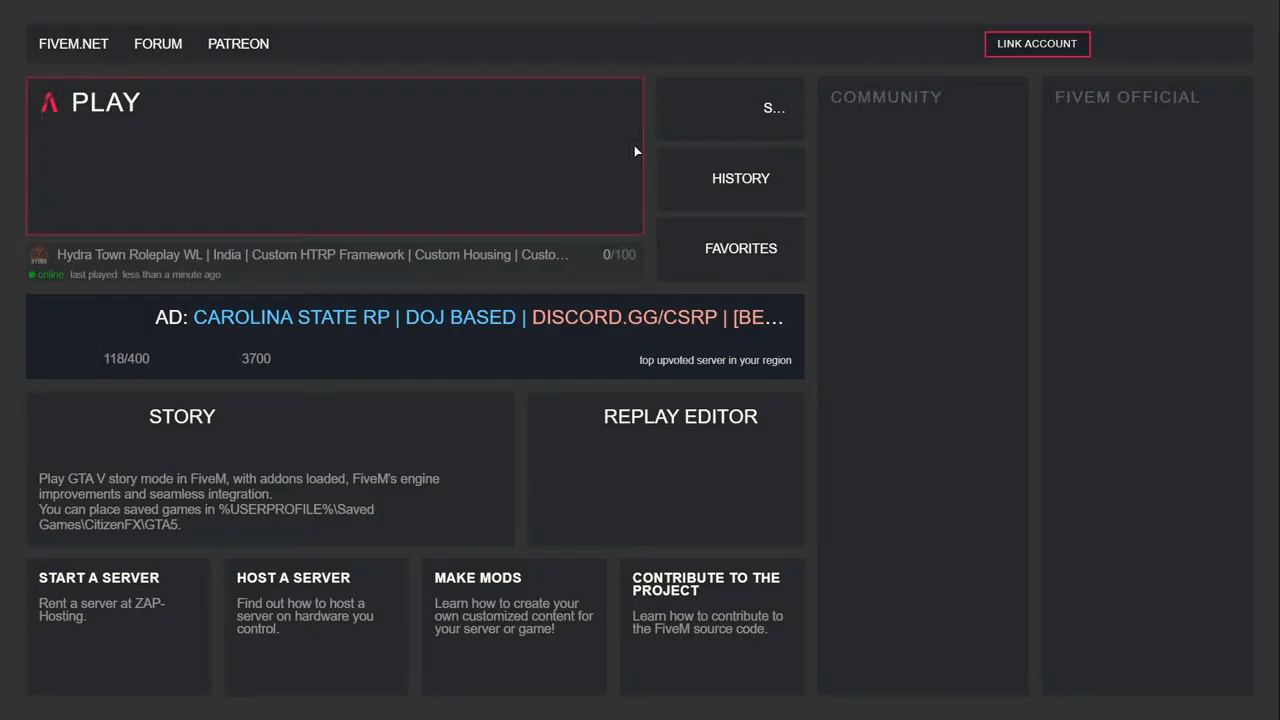 FIVEM.NET FORUM PATREON
LINK ACCOUNT
PLAY
S...
HISTORY
FAVORITES
Hydra Town Roleplay WL | India | Custom HTRP Framework | Custom Housing | Custo... 0/100
online last played: less than a minute ago
AD: CAROLINA STATE RP | DOJ BASED | DISCORD.GG/CSRP | [BE...
118/400 3700 top upvoted server in your region
STORY
Play GTA V story mode in FiveM, with addons loaded, FiveM's engine
improvements and seamless integration.
You can place saved games in %USERPROFILE%\Saved
Games\CitizenFX\GTA5.
REPLAY EDITOR
START A SERVER
Rent a server at ZAP-
Hosting.
HOST A SERVER
Find out how to host a
server on hardware you
control.
MAKE MODS
Learn how to create your
own customized content for
your server or game!
CONTRIBUTE TO THE
PROJECT
Learn how to contribute to
the FiveM source code.
COMMUNITY
FIVEM OFFICIAL